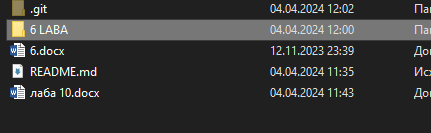 .git 04.04.2024 12:02 Пап
6 LABA 04.04.2024 12:00 Пап
6.docx 12.11.2023 23:39 До
README.md 04.04.2024 11:35 Исх
лаба 10.docx 04.04.2024 11:43 До